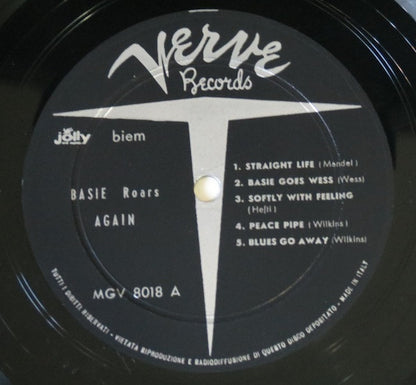 Verve
Records
jolly
biem
BASIE Roars
AGAIN
1. STRAIGHT LIFE (Mandel)
2. BASIE GOES WESS (Wess)
3. SOFTLY WITH FEELING
(Hefti)
4. PEACE PIPE (Wilkins)
5. BLUES GO AWAY (Wilkins)
MGV 8018 A
TUTTI I DIRITTI RISERVATI - VIETATA RIPRODUZIONE E RADIODIFFUSIONE DI QUESTO DISCO DEPOSITATO - MADE IN ITALY